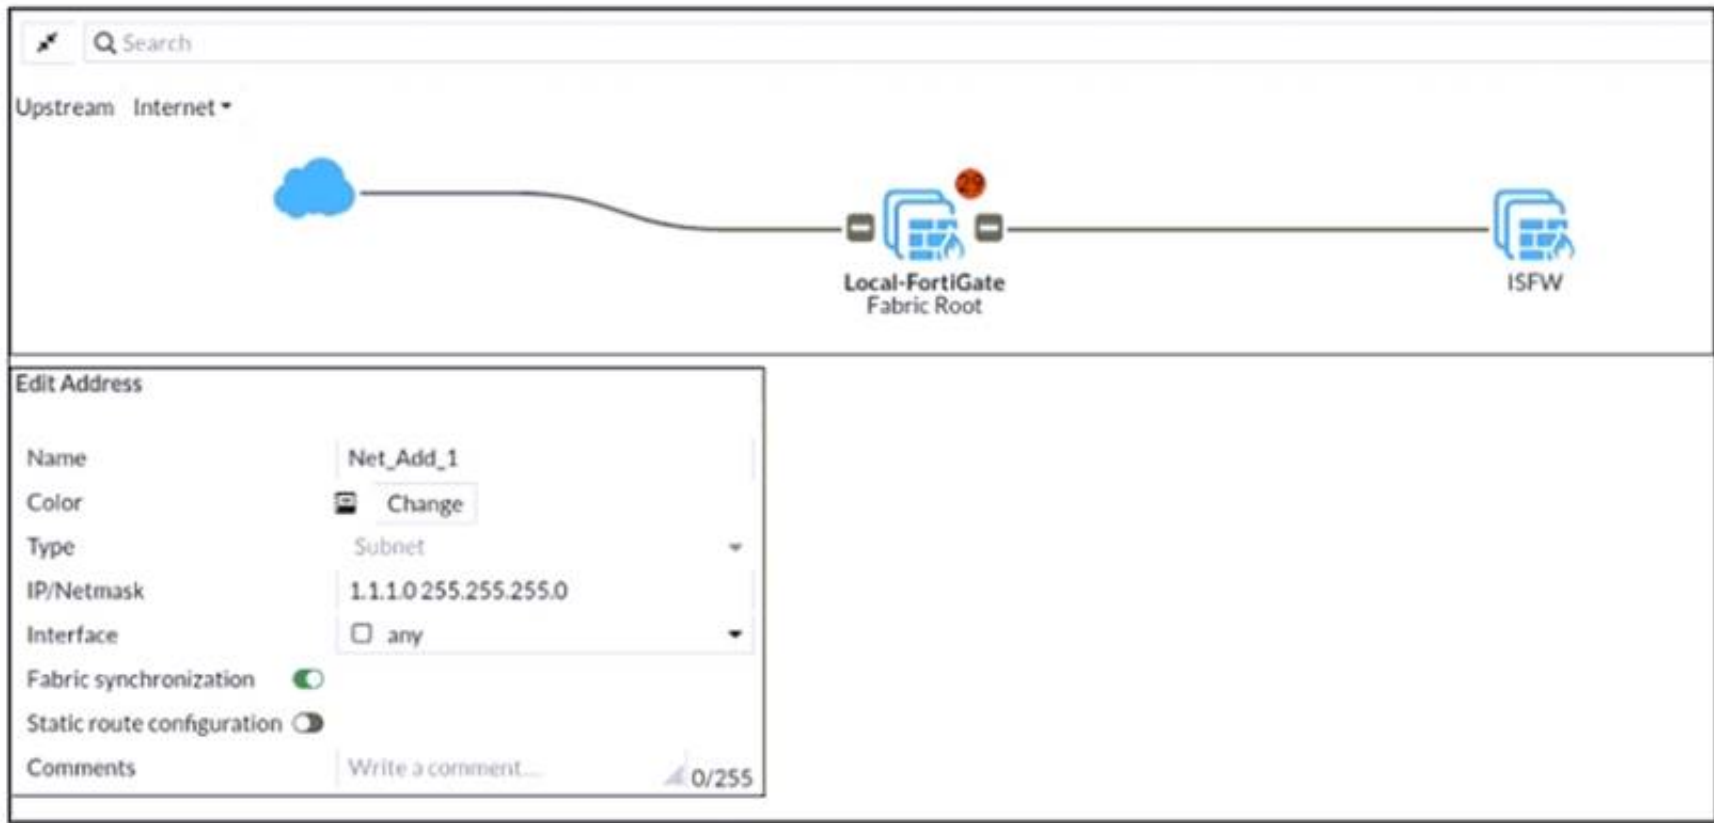 Search
Upstream Internet
Local-FortiGate
Fabric Root
ISFW
Edit Address
Name Net_Add_1
Color Change
Type Subnet
IP/Netmask 1.1.1.0 255.255.255.0
Interface any
Fabric synchronization
Static route configuration
Comments Write a comment... 0/255